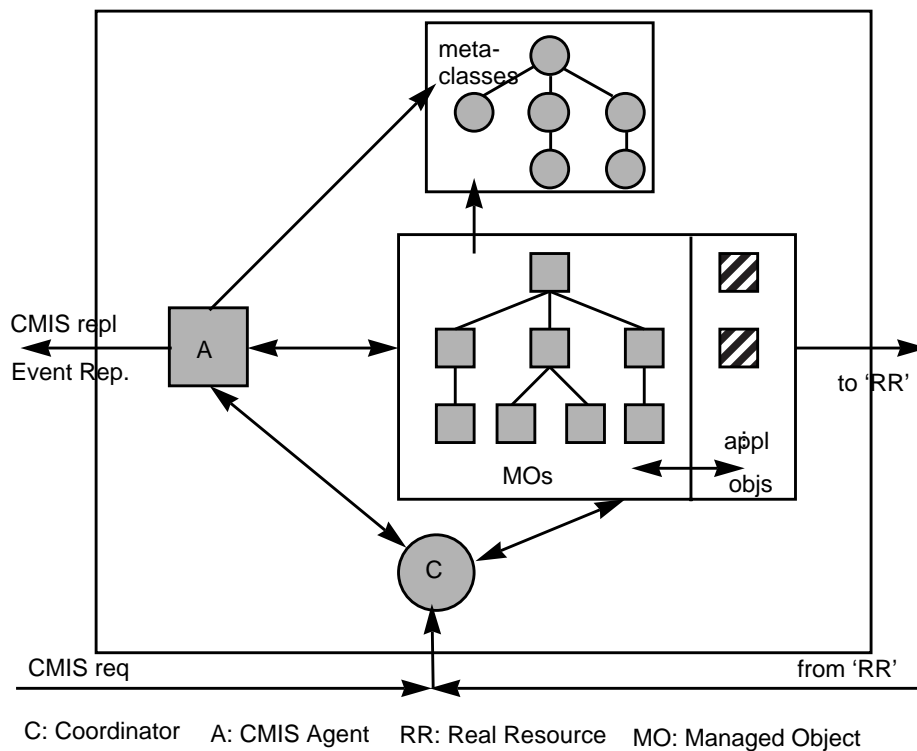 meta-
classes
CMIS repl
A
Event Rep.
to ‘RR’
appl
MOs
objs
C
CMIS req
from ‘RR’
C: Coordinator A: CMIS Agent RR: Real Resource MO: Managed Object